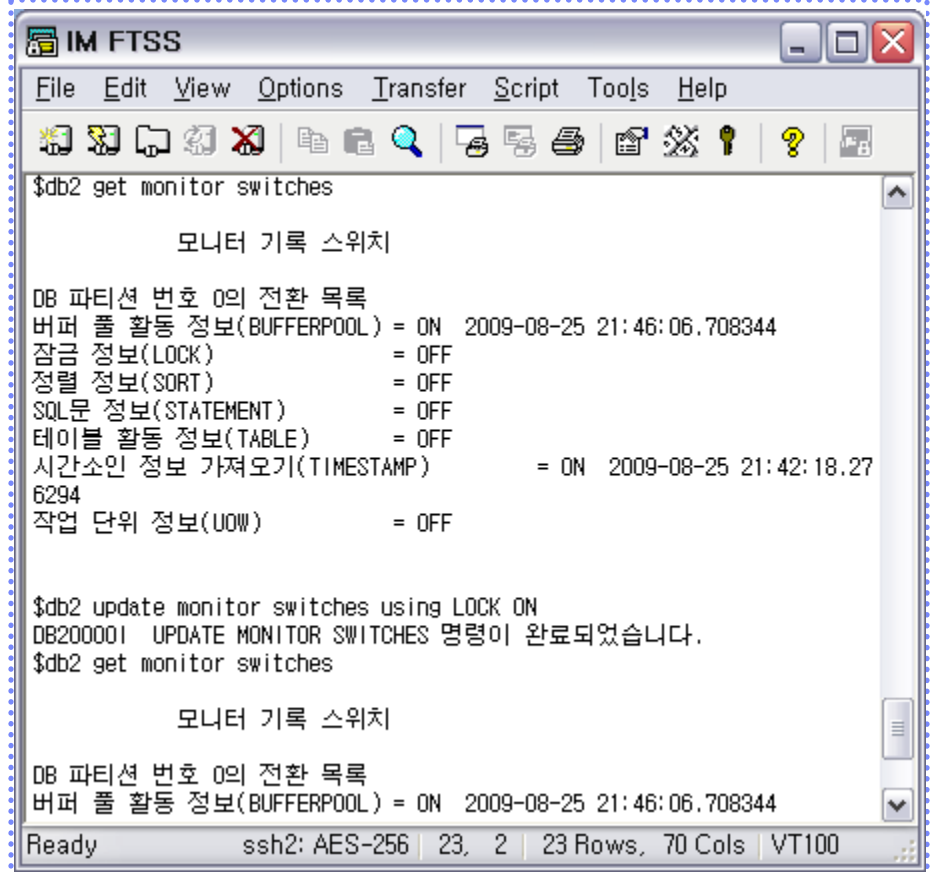 IM FTSS
File Edit View Options Transfer Script Tools Help
$db2 get monitor switches
모니터 기록 스위치
DB 파티션 번호 0의 전환 목록
버퍼 풀 활동 정보(BUFFERPOOL) = ON 2009-08-25 21:46:06.708344
잠금 정보(LOCK) = OFF
정렬 정보(SORT) = OFF
SQL문 정보(STATEMENT) = OFF
테이블 활동 정보(TABLE) = OFF
시간소인 정보 가져오기(TIMESTAMP) = ON 2009-08-25 21:42:18.27
6294
작업 단위 정보(UOW) = OFF
$db2 update monitor switches using LOCK ON
DB20000I UPDATE MONITOR SWITCHES 명령이 완료되었습니다.
$db2 get monitor switches
모니터 기록 스위치
DB 파티션 번호 0의 전환 목록
버퍼 풀 활동 정보(BUFFERPOOL) = ON 2009-08-25 21:46:06.708344
Ready ssh2: AES-256 23, 2 23 Rows, 70 Cols VT100